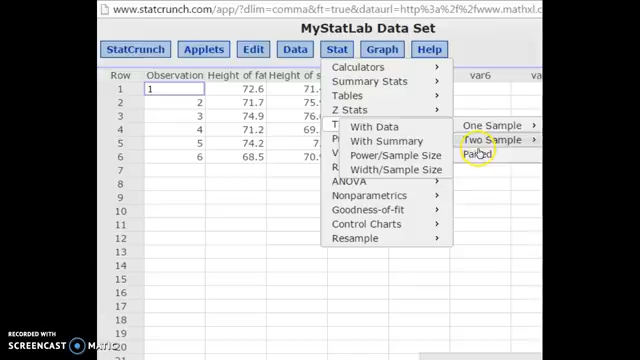 www.statcrunch.com/app/?dlim=comma&ft=true&dataurl=http%3a%2f%2fwww.mathxl.
MyStatLab Data Set
StatCrunch Applets Edit Data Stat Graph Help
Row Observation Height of fat Height of s var6 va
Calculators
Summary Stats
Tables
Z Stats
T
With Data
With Summary
Power/Sample Size
Width/Sample Size
One Sample
Two Sample
Paired
P
V
R
ANOVA
Nonparametrics
Goodness-of-fit
Control Charts
Resample
1 1 72.6 71.
2 2 71.7 75.
3 3 74.9 76.
4 4 71.2 69.
5 5 74.2 7
6 6 68.5 70.
7
8
9
10
11
12
13
14
15
16
17
18
19
20
21
RECORDED WITH
SCREENCAST MATIC